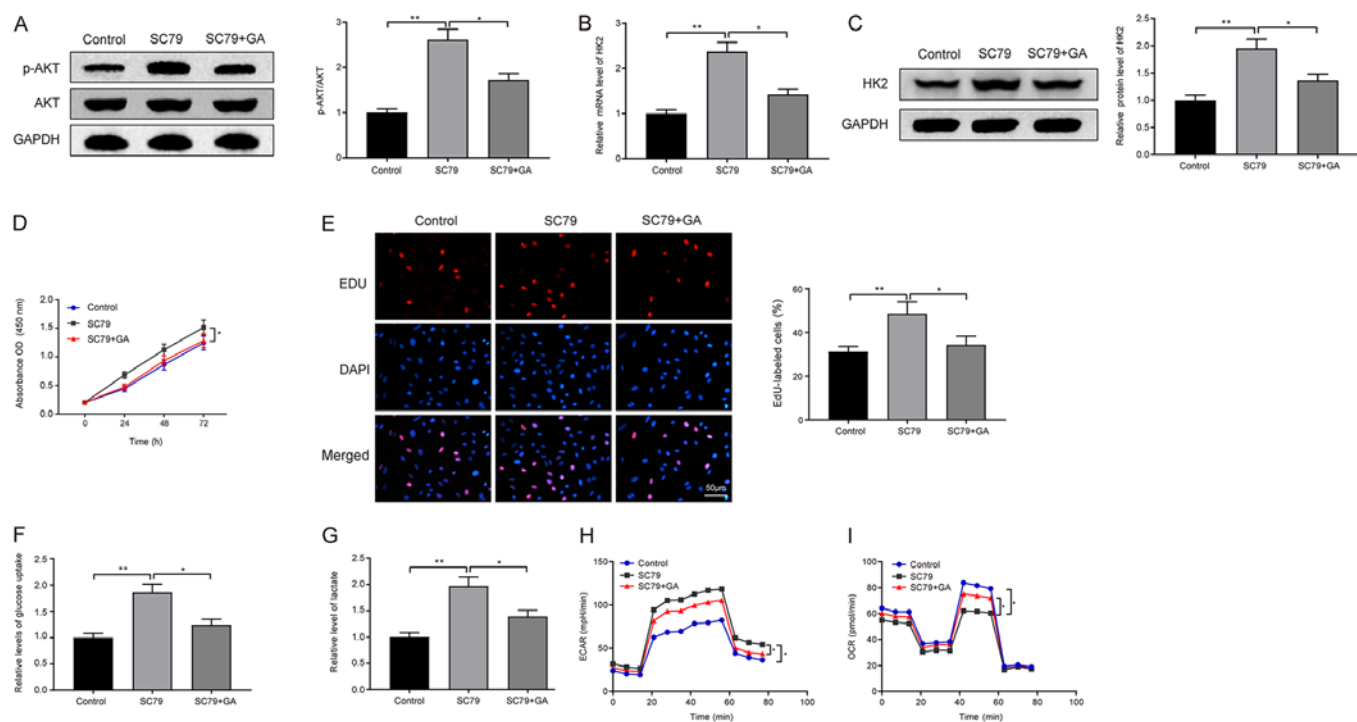 A
Control SC79 SC79+GA
p-AKT
AKT
GAPDH
p-AKT/AKT
3
2
1
0
** *
Control SC79 SC79+GA
B
Relative mRNA level of HK2
3
2
1
0
** *
Control SC79 SC79+GA
C
Control SC79 SC79+GA
HK2
GAPDH
Relative protein level of HK2
2.5
2.0
1.5
1.0
0.5
0.0
** *
Control SC79 SC79+GA
D
Absorbance OD (450 nm)
2.0
1.5
1.0
0.5
0.0
Control
SC79
SC79+GA
*
0 24 48 72
Time (h)
E
Control SC79 SC79+GA
EDU
DAPI
Merged
50μm
EdU-labeled cells (%)
60
40
20
0
** *
Control SC79 SC79+GA
F
Relative levels of glucose uptake
2.5
2.0
1.5
1.0
0.5
0.0
** *
Control SC79 SC79+GA
G
Relative level of lactate
2.5
2.0
1.5
1.0
0.5
0.0
** *
Control SC79 SC79+GA
H
ECAR (mpH/min)
150
100
50
0
Control
SC79
SC79+GA
* *
0 20 40 60 80 100
Time (min)
I
OCR (pmol/min)
100
80
60
40
20
0
Control
SC79
SC79+GA
* *
0 20 40 60 80 100
Time (min)